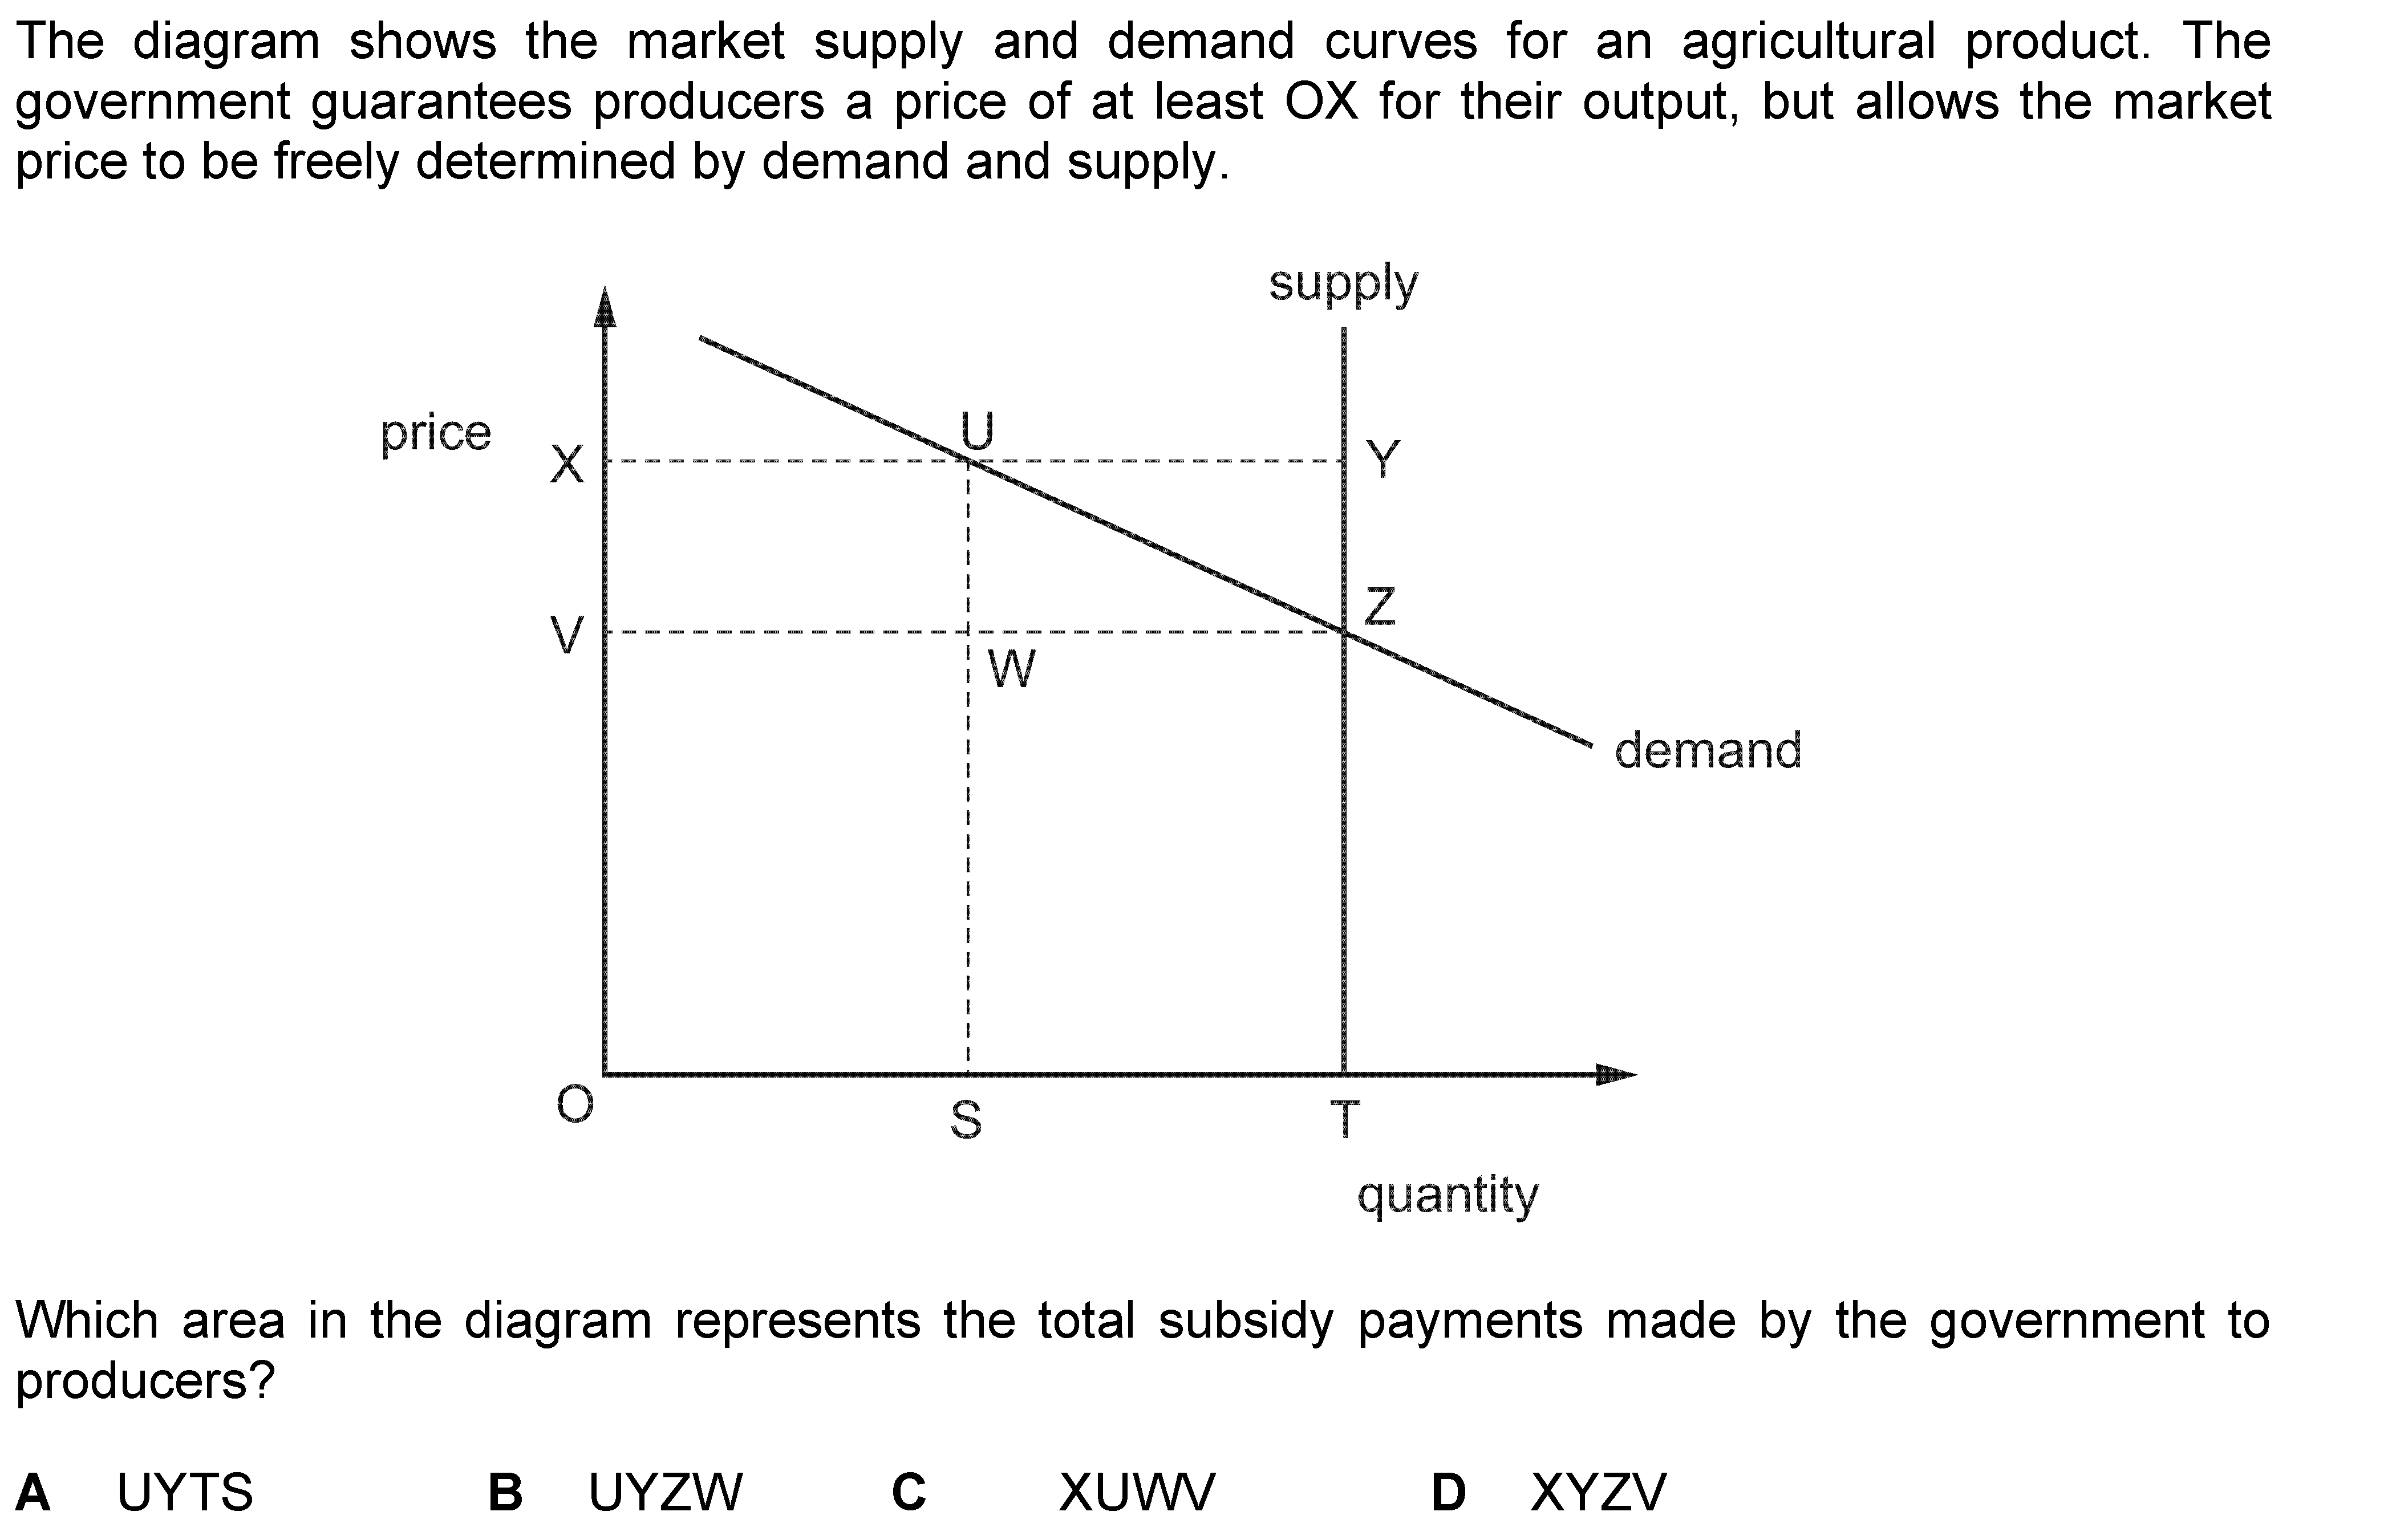 The diagram shows the market supply and demand curves for an agricultural product. The
government guarantees producers a price of at least OX for their output, but allows the market
price to be freely determined by demand and supply.
supply
price
X
U
Y
V
W
Z
demand
O
S
T
quantity
Which area in the diagram represents the total subsidy payments made by the government to
producers?
A UYTS B UYZW C XUWV D XYZV